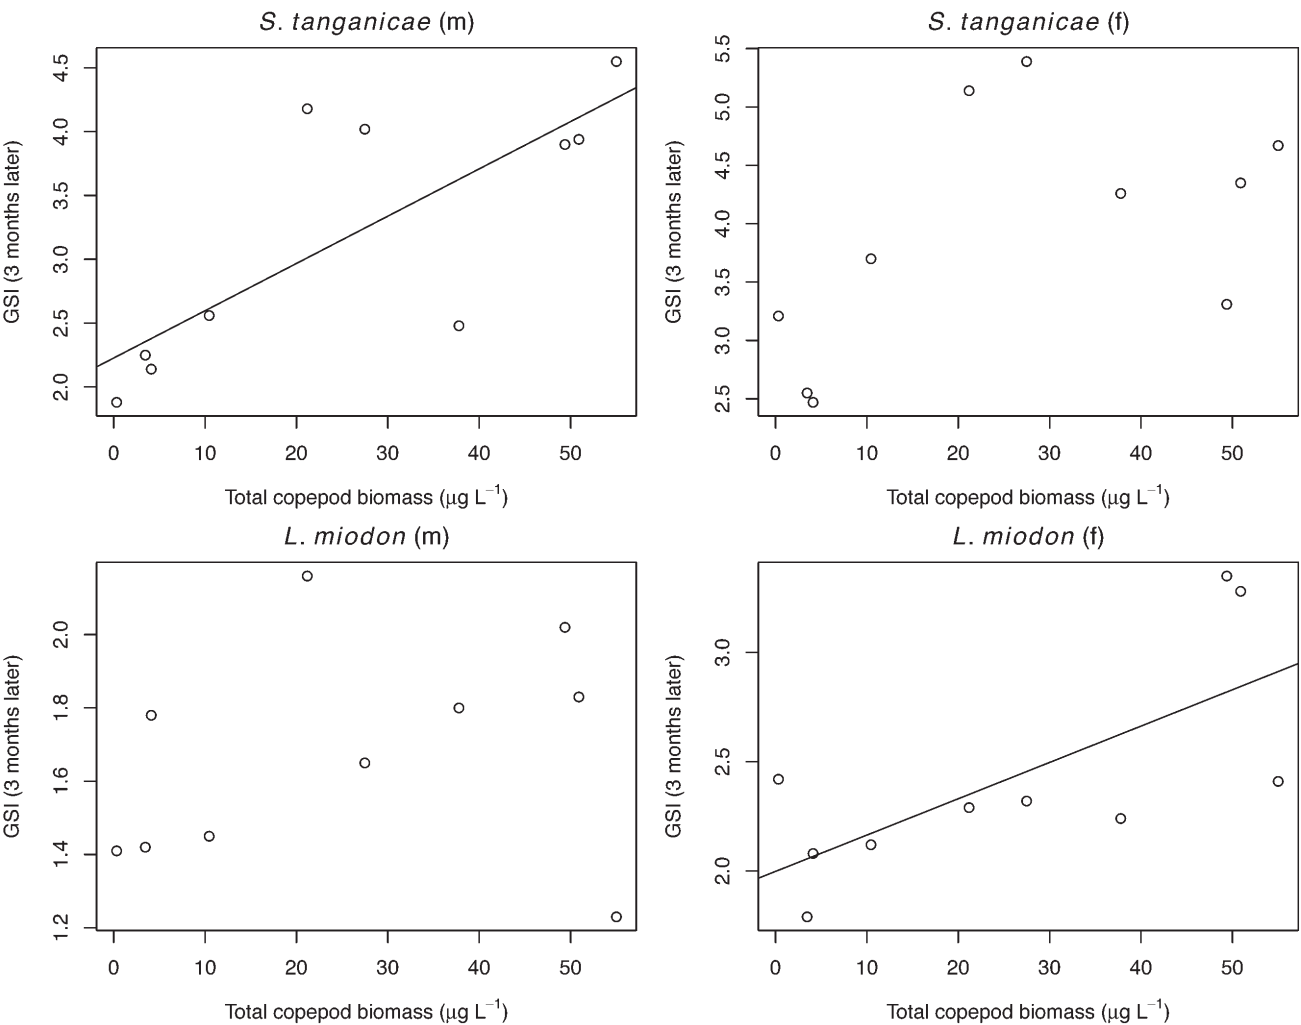 S. tanganicae (m)
GSI (3 months later)
4.5
4.0
3.5
3.0
2.5
2.0
0 10 20 30 40 50
Total copepod biomass (μg L⁻¹)
S. tanganicae (f)
GSI (3 months later)
5.5
5.0
4.5
4.0
3.5
3.0
2.5
0 10 20 30 40 50
Total copepod biomass (μg L⁻¹)
L. miodon (m)
GSI (3 months later)
2.0
1.8
1.6
1.4
1.2
0 10 20 30 40 50
Total copepod biomass (μg L⁻¹)
L. miodon (f)
GSI (3 months later)
3.0
2.5
2.0
0 10 20 30 40 50
Total copepod biomass (μg L⁻¹)